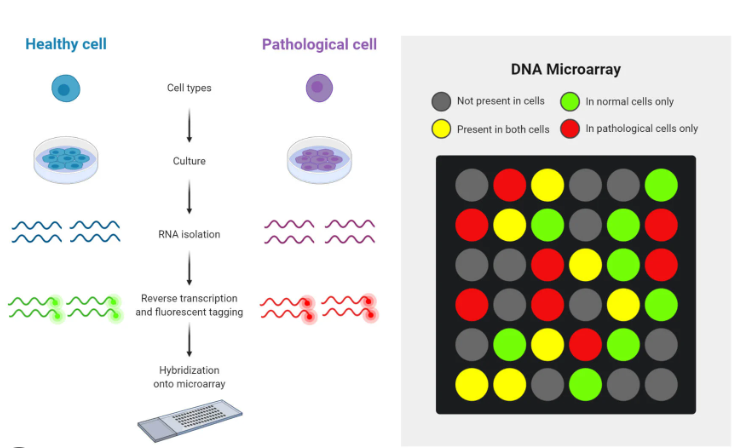 Healthy cell
Pathological cell
Cell types
Culture
RNA isolation
Reverse transcription
and fluorescent tagging
Hybridization
onto microarray
DNA Microarray
Not present in cells
In normal cells only
Present in both cells
In pathological cells only